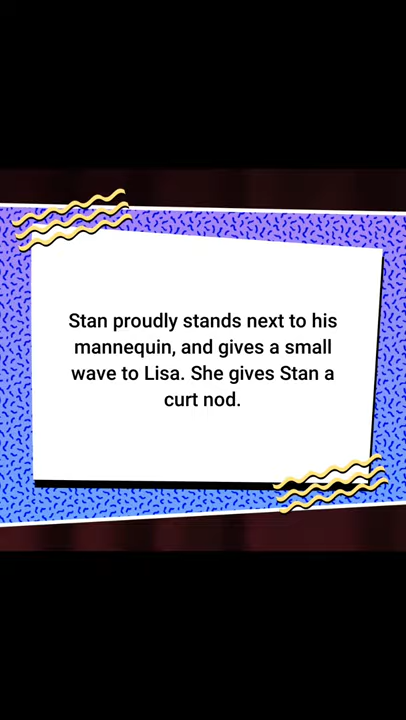 Stan proudly stands next to his
mannequin, and gives a small
wave to Lisa. She gives Stan a
curt nod.